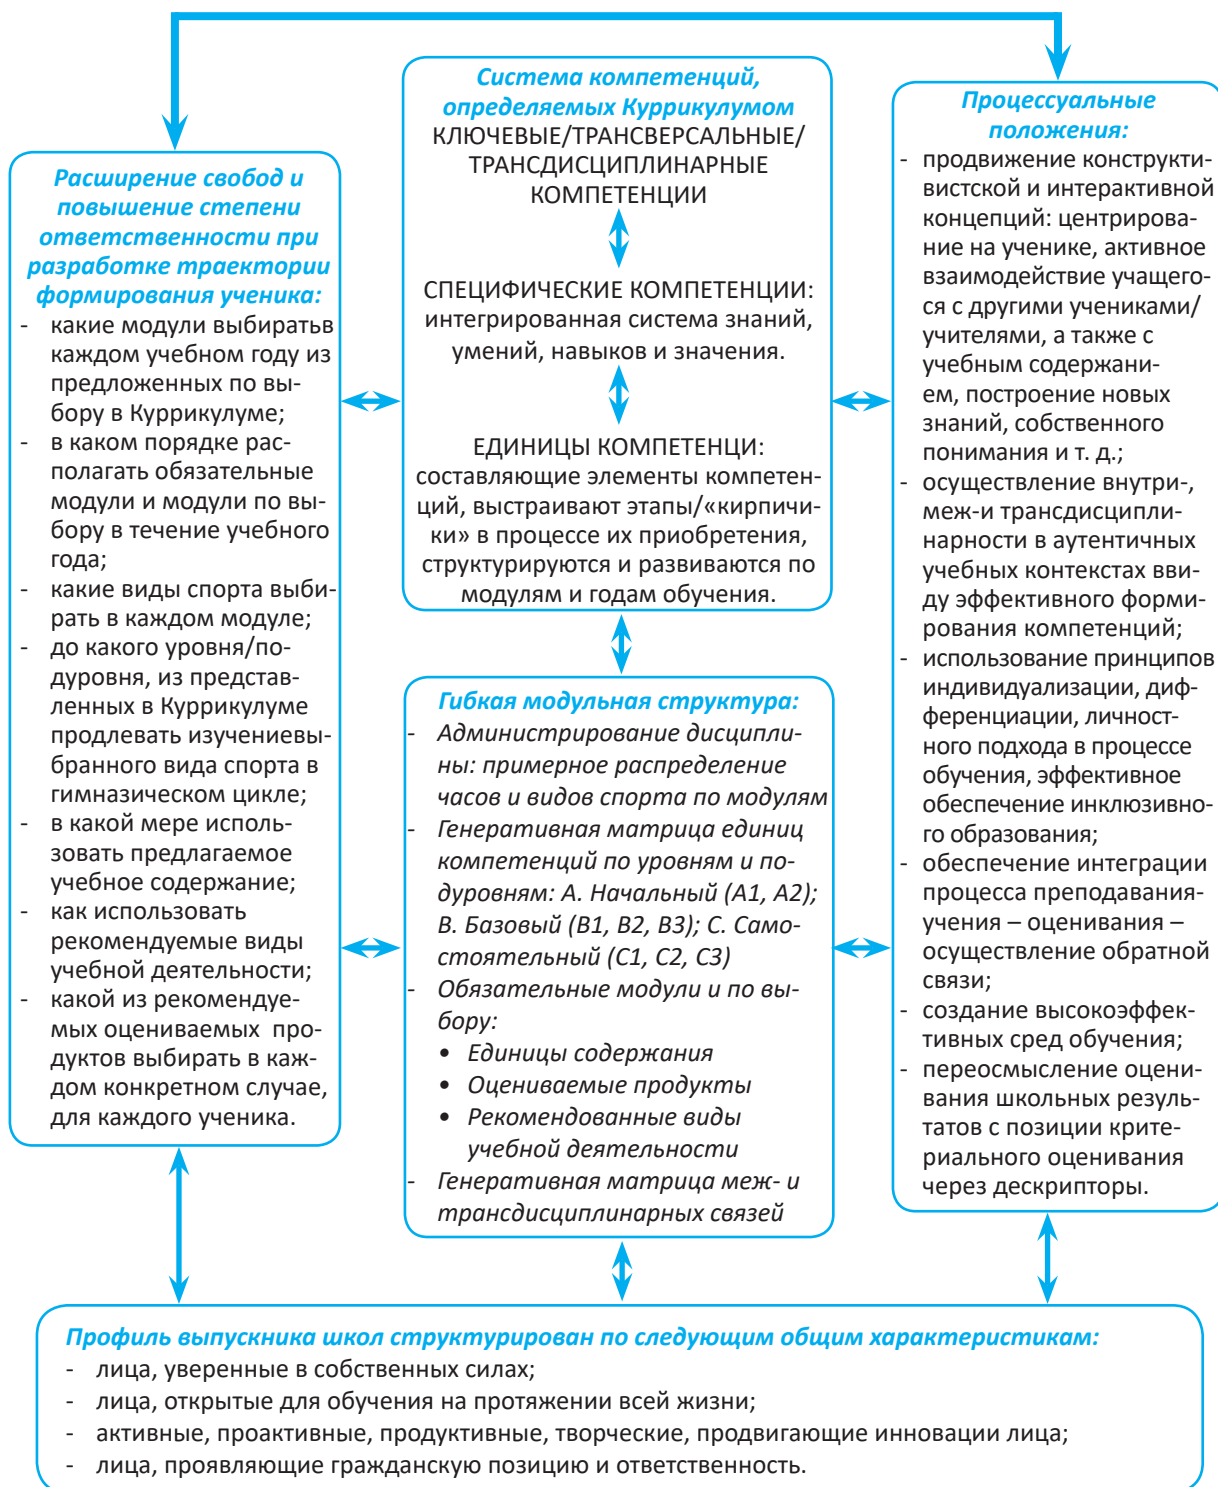 Система компетенций,
определяемых Куррикулумом
КЛЮЧЕВЫЕ/ТРАНСВЕРСАЛЬНЫЕ/
ТРАНСДИСЦИПЛИНАРНЫЕ
КОМПЕТЕНЦИИ
СПЕЦИФИЧЕСКИЕ КОМПЕТЕНЦИИ:
интегрированная система знаний,
умений, навыков и значения.
ЕДИНИЦЫ КОМПЕТЕНЦИ:
составляющие элементы компетен-
ций, выстраивают этапы/«кирпичи-
ки» в процессе их приобретения,
структурируются и развиваются по
модулям и годам обучения.
Расширение свобод и
повышение степени
ответственности при
разработке траектории
формирования ученика:
- какие модули выбиратьв
каждом учебном году из
предложенных по вы-
бору в Куррикулуме;
- в каком порядке рас-
полагать обязательные
модули и модули по вы-
бору в течение учебного
года;
- какие виды спорта выби-
рать в каждом модуле;
- до какого уровня/по-
дуровня, из представ-
ленных в Куррикулуме
продлевать изучениевы-
бранного вида спорта в
гимназическом цикле;
- в какой мере исполь-
зовать предлагаемое
учебное содержание;
- как использовать
рекомендуемые виды
учебной деятельности;
- какой из рекомендуе-
мых оцениваемых про-
дуктов выбирать в каж-
дом конкретном случае,
для каждого ученика.
Гибкая модульная структура:
- Администрирование дисципли-
ны: примерное распределение
часов и видов спорта по модулям
- Генеративная матрица единиц
компетенций по уровням и по-
дуровням: А. Начальный (А1, А2);
В. Базовый (В1, В2, В3); С. Само-
стоятельный (С1, С2, С3)
- Обязательные модули и по вы-
бору:
• Единицы содержания
• Оцениваемые продукты
• Рекомендованные виды
учебной деятельности
- Генеративная матрица меж- и
трансдисциплинарных связей
Процессуальные
положения:
- продвижение конструкти-
вистской и интерактивной
концепций: центрирова-
ние на ученике, активное
взаимодействие учащего-
ся с другими учениками/
учителями, а также с
учебным содержани-
ем, построение новых
знаний, собственного
понимания и т. д.;
- осуществление внутри-,
меж-и трансдисципли-
нарности в аутентичных
учебных контекстах вви-
ду эффективного форми-
рования компетенций;
- использование принципов
индивидуализации, диф-
ференциации, личност-
ного подхода в процессе
обучения, эффективное
обеспечение инклюзивно-
го образования;
- обеспечение интеграции
процесса преподавания-
учения – оценивания –
осуществление обратной
связи;
- создание высокоэффек-
тивных сред обучения;
- переосмысление оцени-
вания школьных резуль-
татов с позиции крите-
риального оценивания
через дескрипторы.
Профиль выпускника школ структурирован по следующим общим характеристикам:
- лица, уверенные в собственных силах;
- лица, открытые для обучения на протяжении всей жизни;
- активные, проактивные, продуктивные, творческие, продвигающие инновации лица;
- лица, проявляющие гражданскую позицию и ответственность.